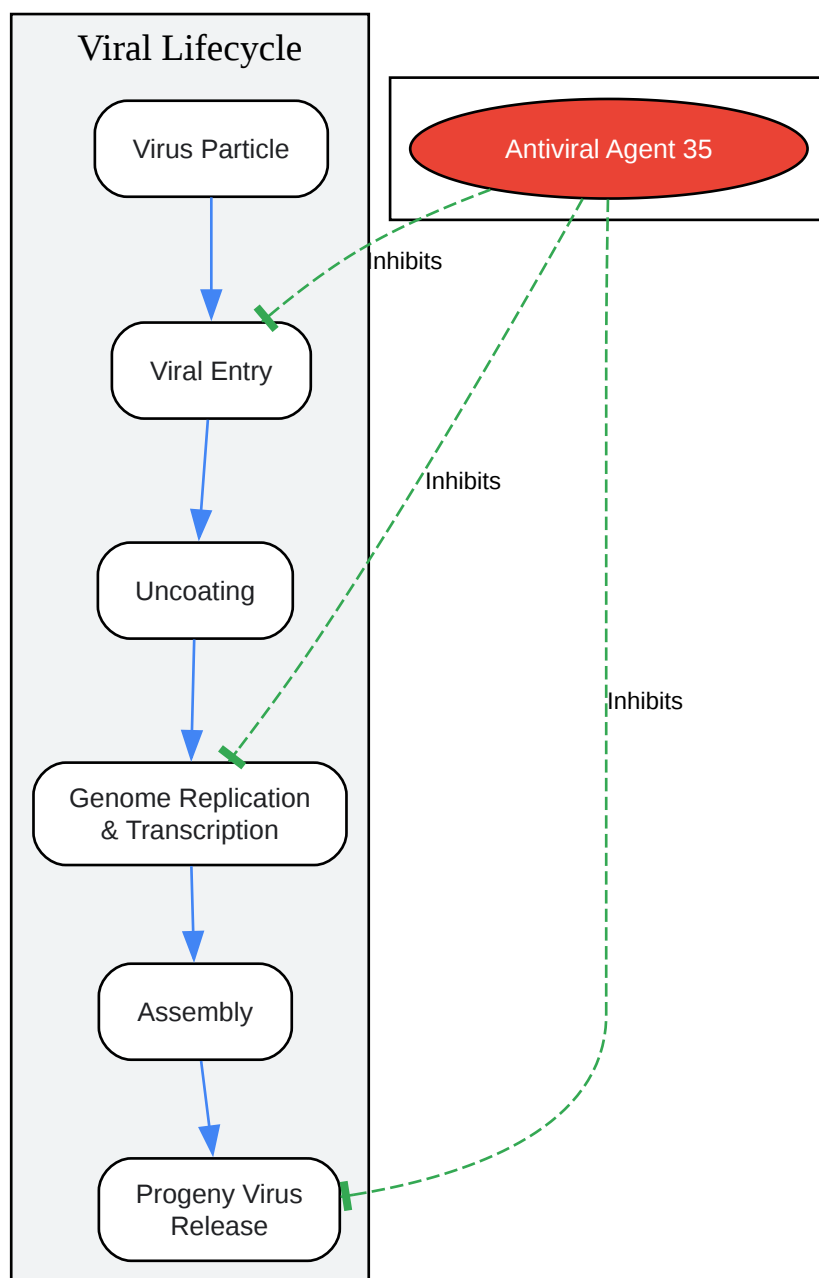 Viral Lifecycle
Virus Particle
Antiviral Agent 35
Inhibits
Viral Entry
Inhibits
Uncoating
Inhibits
Genome Replication
& Transcription
Assembly
Progeny Virus
Release